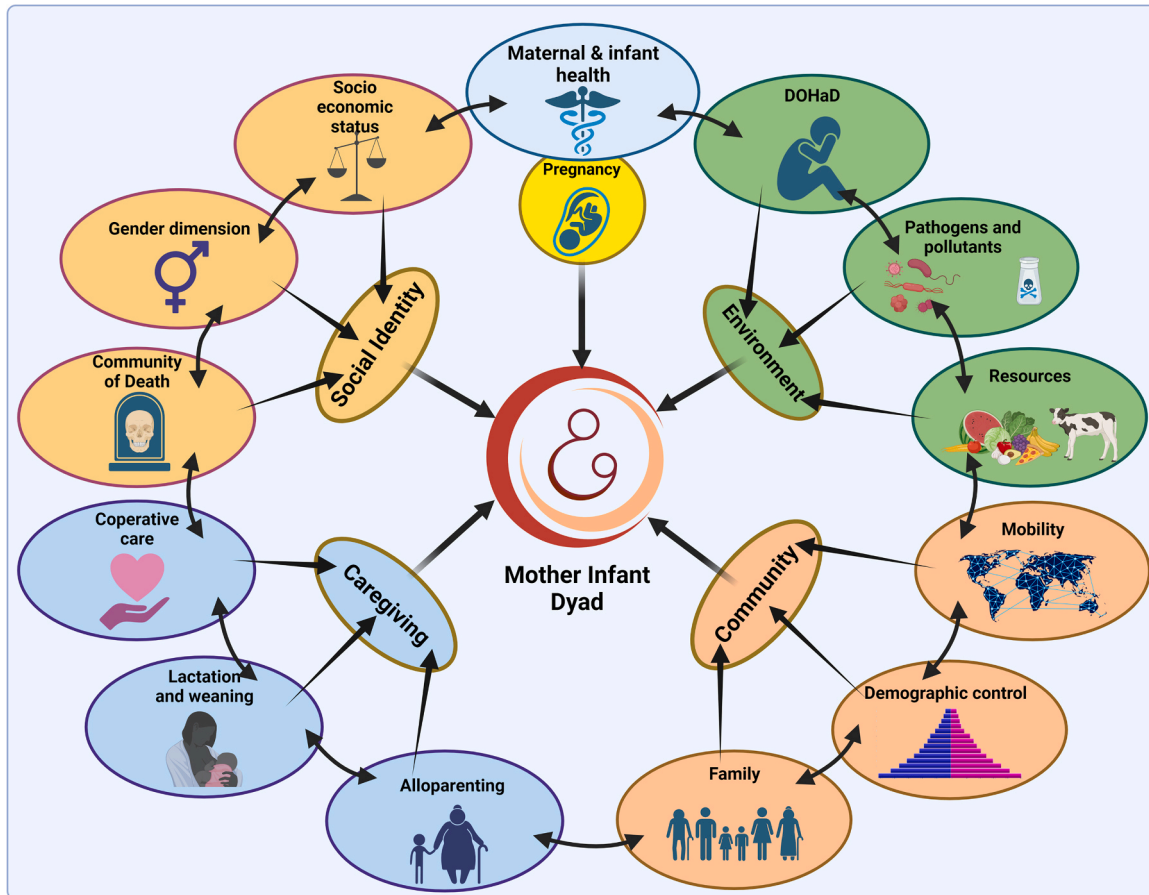 Maternal & infant
health
Socio
economic
status
DOHaD
Pregnancy
Gender dimension
Pathogens and
pollutants
Social Identity
Environment
Community
of Death
Resources
Coperative
care
Mobility
Caregiving
Community
Mother Infant
Dyad
Lactation
and weaning
Demographic control
Alloparenting
Family